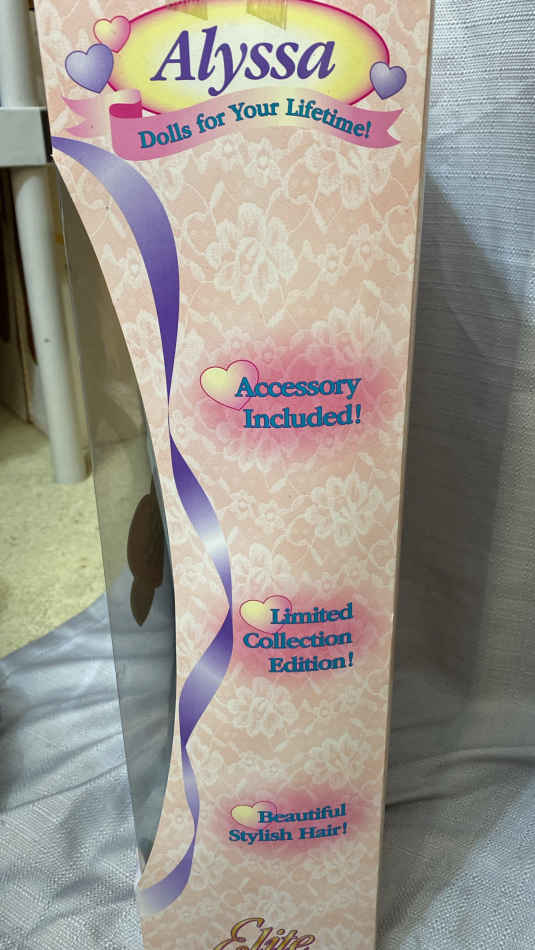 Alyssa
Dolls for Your Lifetime!
Accessory
Included!
Limited
Collection
Edition!
Beautiful
Stylish Hair!
Elite